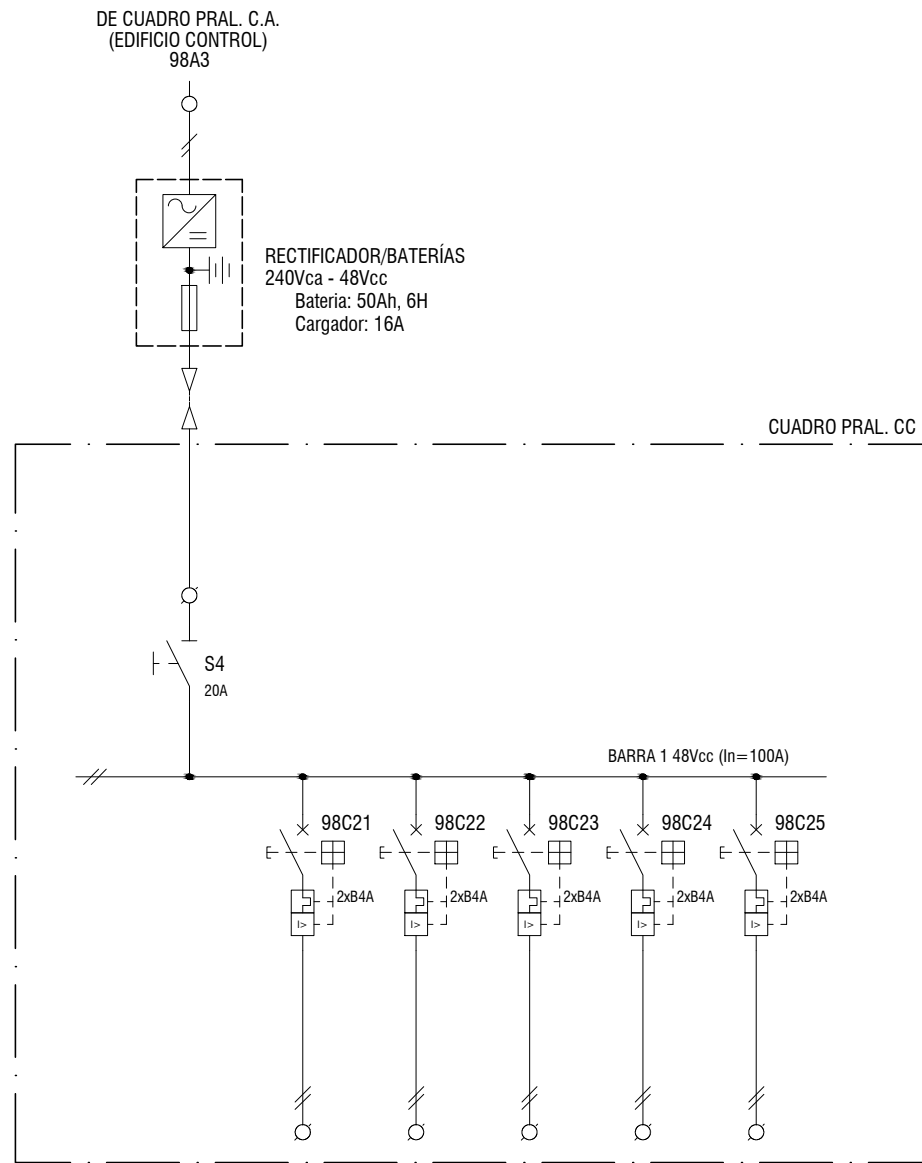 DE CUADRO PRAL. C.A.
(EDIFICIO CONTROL)
98A3
RECTIFICADOR/BATERÍAS
240Vca - 48Vcc
Bateria: 50Ah, 6H
Cargador: 16A
CUADRO PRAL. CC
S4
20A
BARRA 1 48Vcc (In=100A)
98C21
98C22
98C23
98C24
98C25
2xB4A
2xB4A
2xB4A
2xB4A
2xB4A
I>
I>
I>
I>
I>